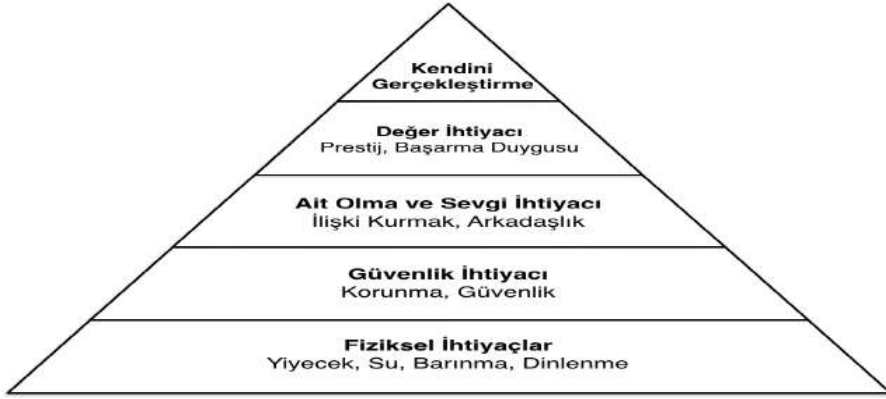 Kendini
Gerçekleştirme
Değer İhtiyacı
Prestij, Başarma Duygusu
Ait Olma ve Sevgi İhtiyacı
İlişki Kurmak, Arkadaşlık
Güvenlik İhtiyacı
Korunma, Güvenlik
Fiziksel İhtiyaçlar
Yiyecek, Su, Barınma, Dinlenme